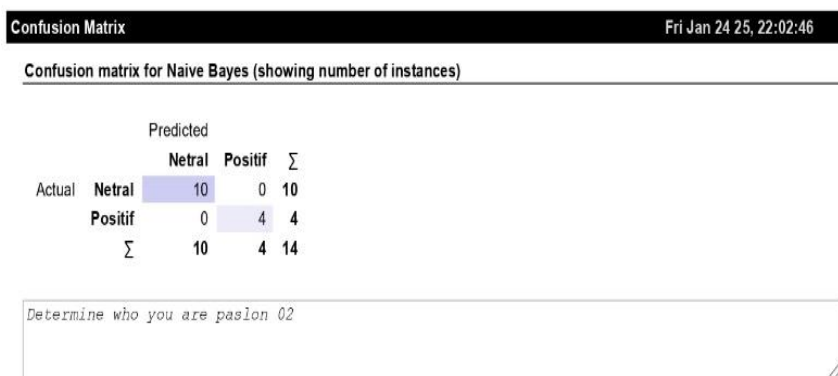 Confusion Matrix Fri Jan 24 25, 22:02:46
Confusion matrix for Naive Bayes (showing number of instances)
Predicted
Netral Positif ∑
Actual Netral 10 0 10
Positif 0 4 4
∑ 10 4 14
Determine who you are paslon 02